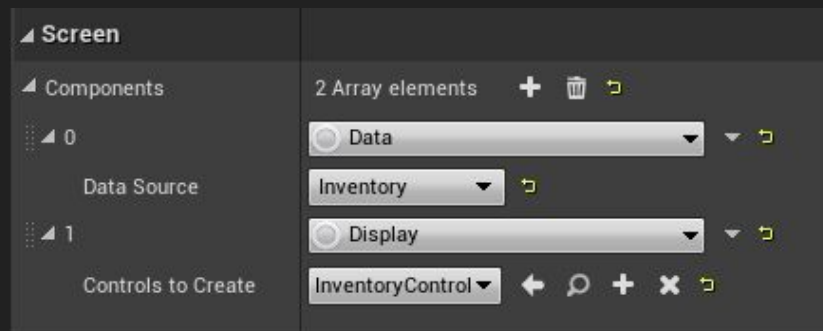 Screen
Components 2 Array elements
0 Data
Data Source Inventory
1 Display
Controls to Create InventoryControl